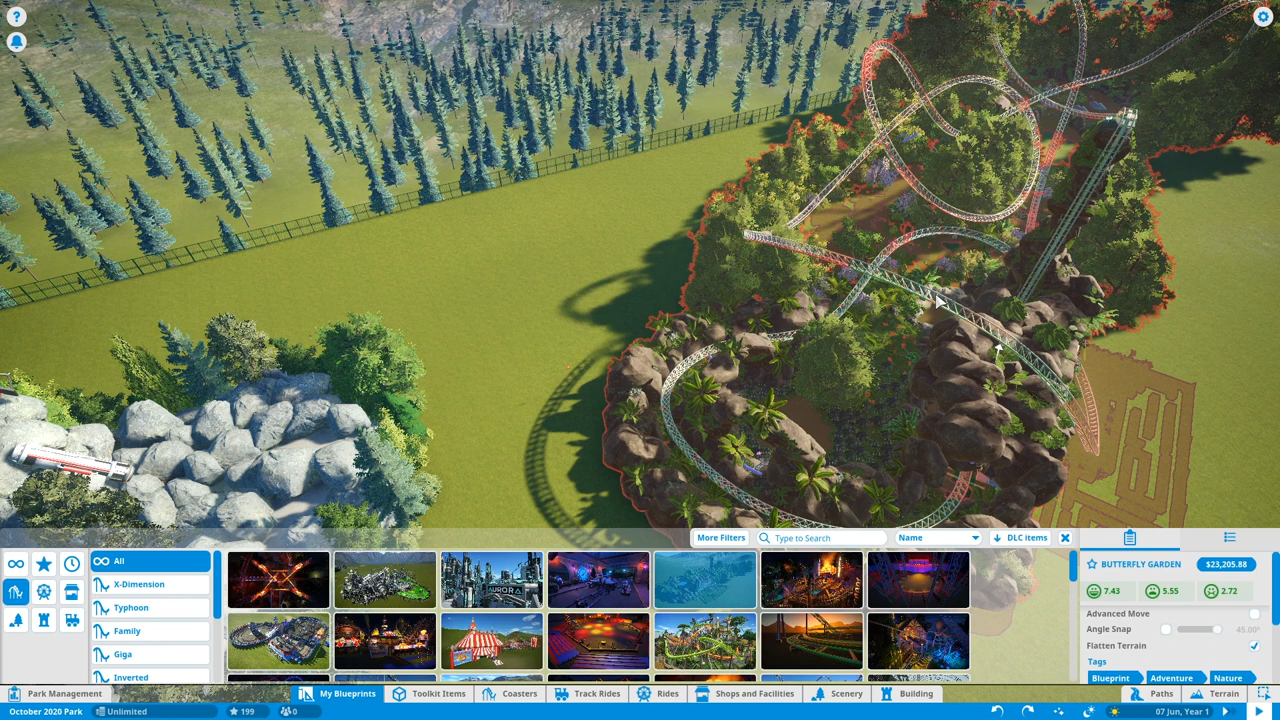 ?
More Filters
Type to Search
Name
DLC items
All
X-Dimension
Typhoon
Family
Giga
Inverted
AURORA
BUTTERFLY GARDEN
$23,205.88
7.43
5.55
2.72
Advanced Move
Angle Snap
45.00°
Flatten Terrain
Tags
Blueprint
Adventure
Nature
Park Management
My Blueprints
Toolkit Items
Coasters
Track Rides
Rides
Shops and Facilities
Scenery
Building
Paths
Terrain
October 2020 Park
Unlimited
199
0
07 Jun, Year 1